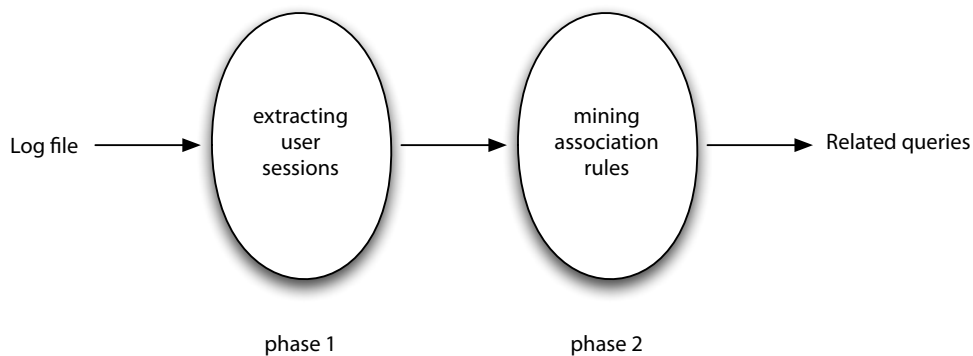 Log file
extracting
user
sessions
mining
association
rules
Related queries
phase 1
phase 2